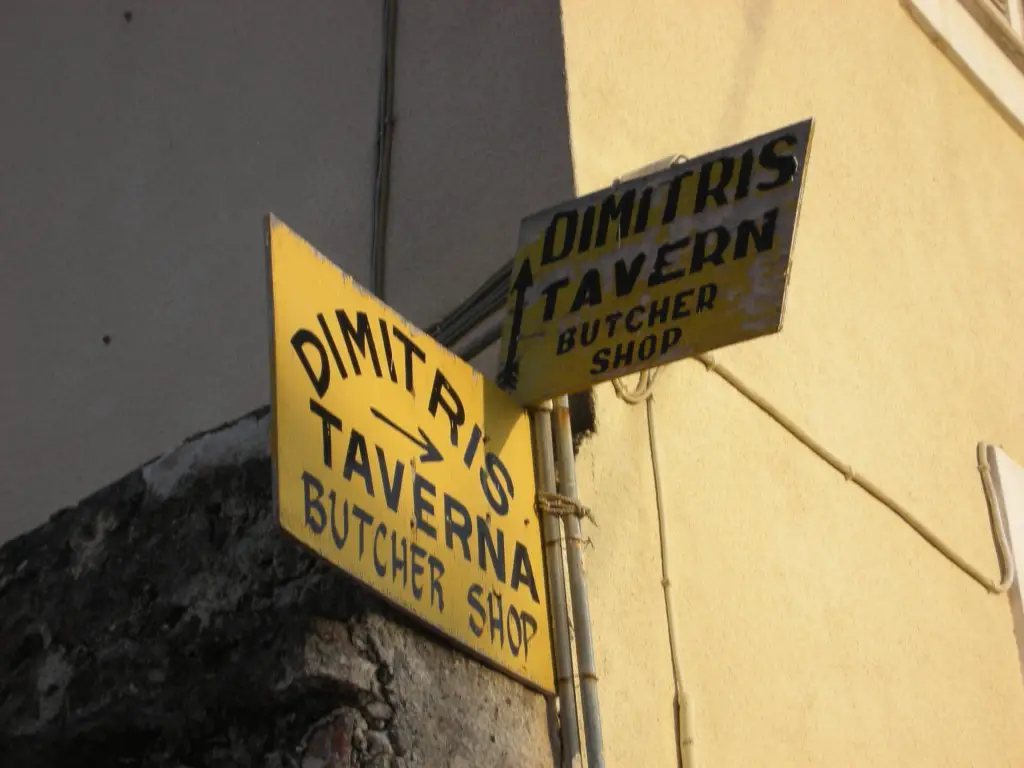 DIMITRIS
TAVERNA
BUTCHER SHOP
DIMITRIS
TAVERN
BUTCHER
SHOP